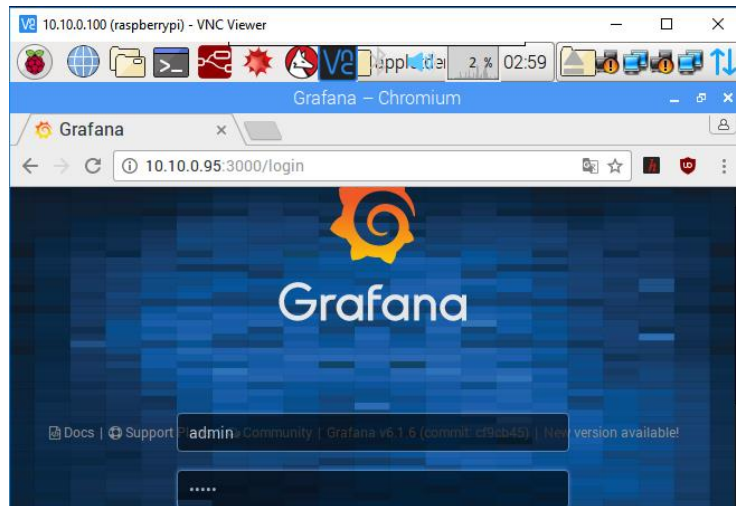 10.10.0.100 (raspberrypi) - VNC Viewer
2 % 02:59
Grafana – Chromium
Grafana
10.10.0.95:3000/login
Grafana
Docs | Support Community | Grafana v6.1.6 (commit: cf9cb45) | New version available!
admin
•••••